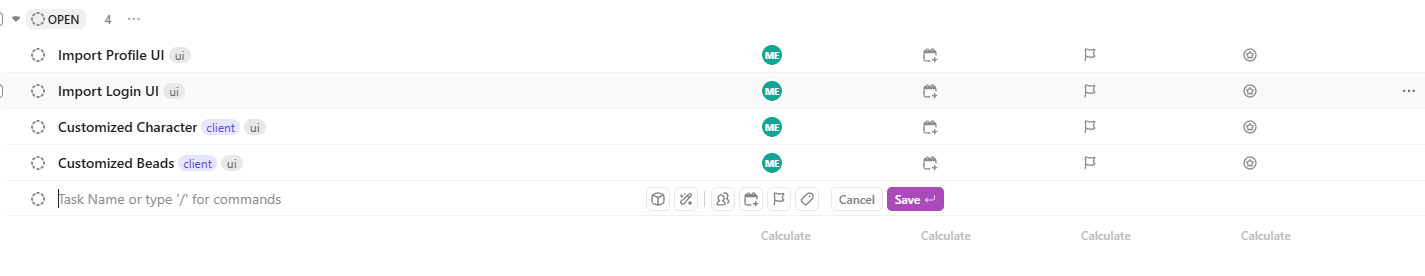 OPEN 4
Import Profile UI ui ME
Import Login UI ui ME
Customized Character client ui ME
Customized Beads client ui ME
Task Name or type '/' for commands Cancel Save
Calculate Calculate Calculate Calculate